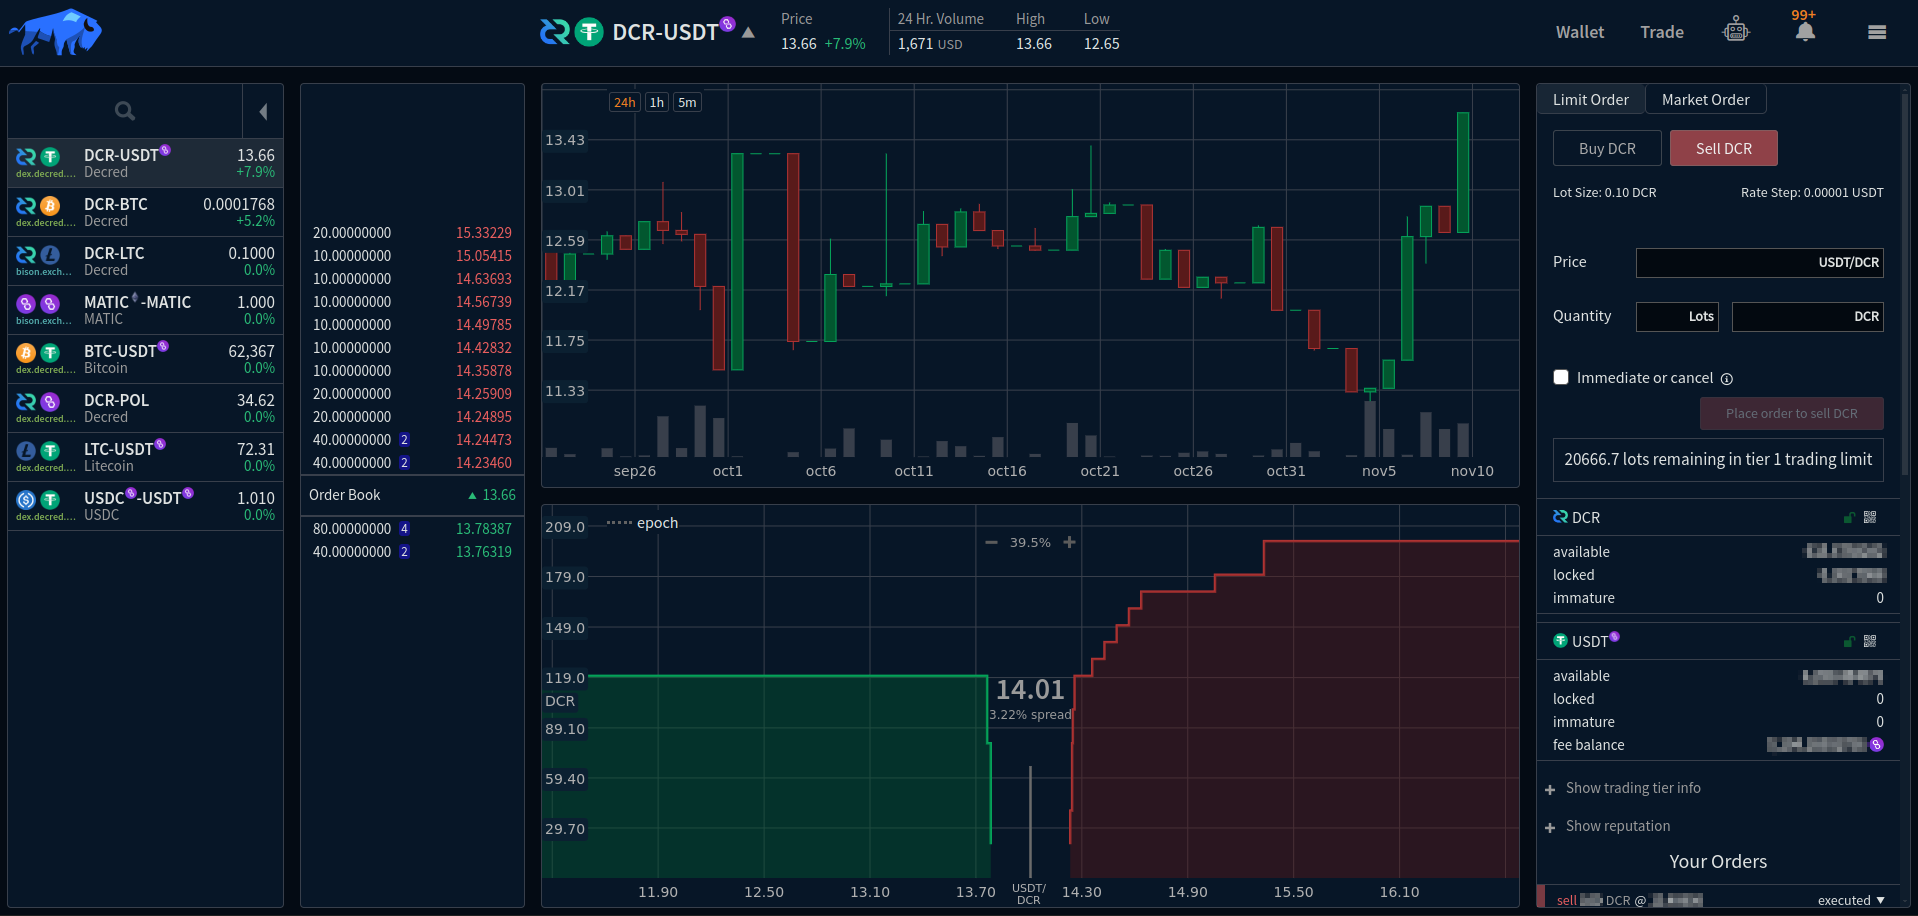 DCR-USDT
Price
13.66 +7.9%
24 Hr. Volume
1,671 USD
High
13.66
Low
12.65
Wallet
Trade
99+
DCR-USDT 13.66
Decred +7.9%
dex.decred....
DCR-BTC 0.0001768
Decred +5.2%
dex.decred....
DCR-LTC 0.1000
Decred 0.0%
bison.exch...
MATIC -MATIC 1.000
MATIC 0.0%
bison.exch...
BTC-USDT 62,367
Bitcoin 0.0%
dex.decred....
DCR-POL 34.62
Decred 0.0%
dex.decred....
LTC-USDT 72.31
Litecoin 0.0%
dex.decred....
USDC -USDT 1.010
USDC 0.0%
dex.decred....
20.00000000 15.33229
10.00000000 15.05415
10.00000000 14.63693
10.00000000 14.56739
10.00000000 14.49785
10.00000000 14.42832
10.00000000 14.35878
20.00000000 14.25909
20.00000000 14.24895
40.00000000 2 14.24473
40.00000000 2 14.23460
Order Book ▲ 13.66
80.00000000 4 13.78387
40.00000000 2 13.76319
24h 1h 5m
13.43
13.01
12.59
12.17
11.75
11.33
sep26 oct1 oct6 oct11 oct16 oct21 oct26 oct31 nov5 nov10
epoch
39.5%
209.0
179.0
149.0
119.0
DCR
89.10
59.40
29.70
14.01
3.22% spread
11.90 12.50 13.10 13.70 USDT/DCR 14.30 14.90 15.50 16.10
Limit Order Market Order
Buy DCR Sell DCR
Lot Size: 0.10 DCR Rate Step: 0.00001 USDT
Price USDT/DCR
Quantity Lots DCR
Immediate or cancel
Place order to sell DCR
20666.7 lots remaining in tier 1 trading limit
DCR
available
locked
immature 0
USDT
available
locked 0
immature 0
fee balance
+ Show trading tier info
+ Show reputation
Your Orders
sell DCR @ executed ▼